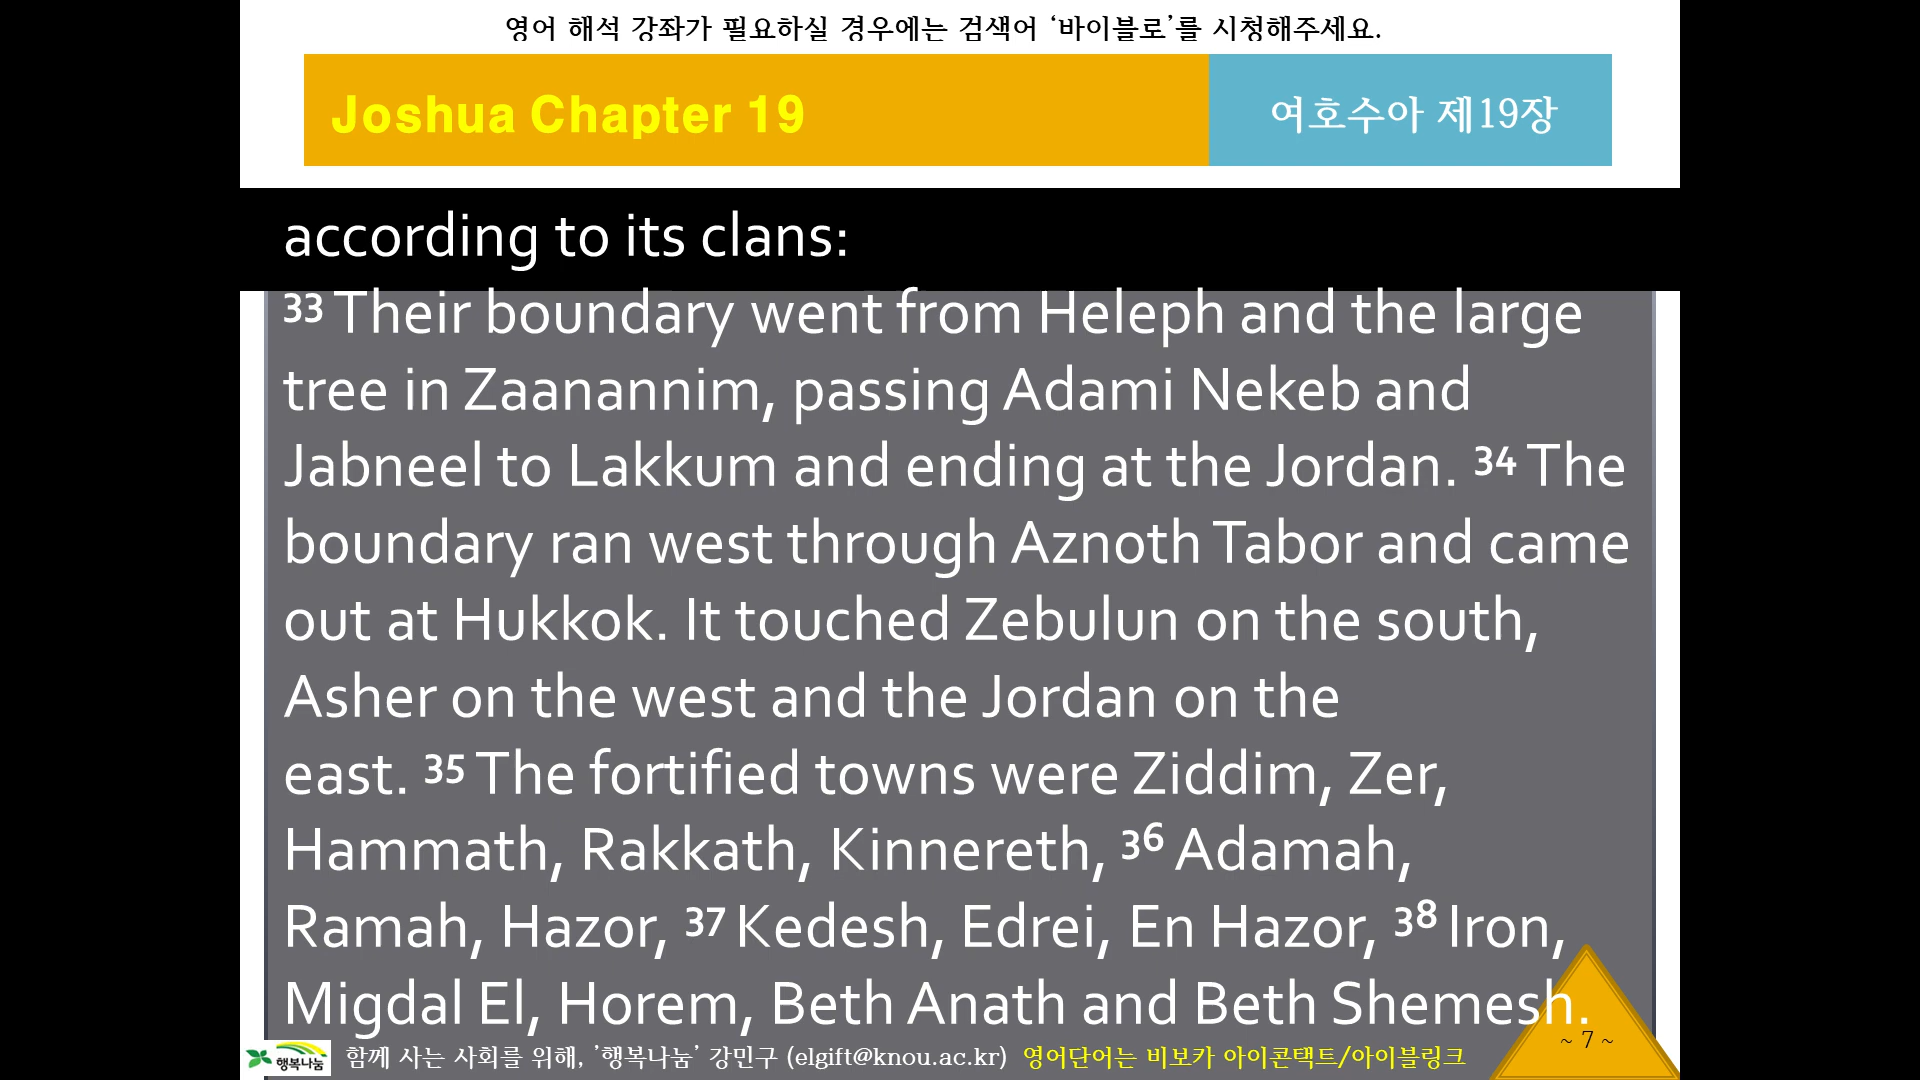 영어 해석 강좌가 필요하실 경우에는 검색어 ‘바이블로’를 시청해주세요.
Joshua Chapter 19
여호수아 제19장
according to its clans:
33 Their boundary went from Heleph and the large
tree in Zaanannim, passing Adami Nekeb and
Jabneel to Lakkum and ending at the Jordan. 34 The
boundary ran west through Aznoth Tabor and came
out at Hukkok. It touched Zebulun on the south,
Asher on the west and the Jordan on the
east. 35 The fortified towns were Ziddim, Zer,
Hammath, Rakkath, Kinnereth, 36 Adamah,
Ramah, Hazor, 37 Kedesh, Edrei, En Hazor, 38 Iron,
Migdal El, Horem, Beth Anath and Beth Shemesh.
행복나눔 함께 사는 사회를 위해, ’행복나눔’ 강민구 (elgift@knou.ac.kr) 영어단어는 비보카 아이콘택트/아이블링크
~ 7 ~